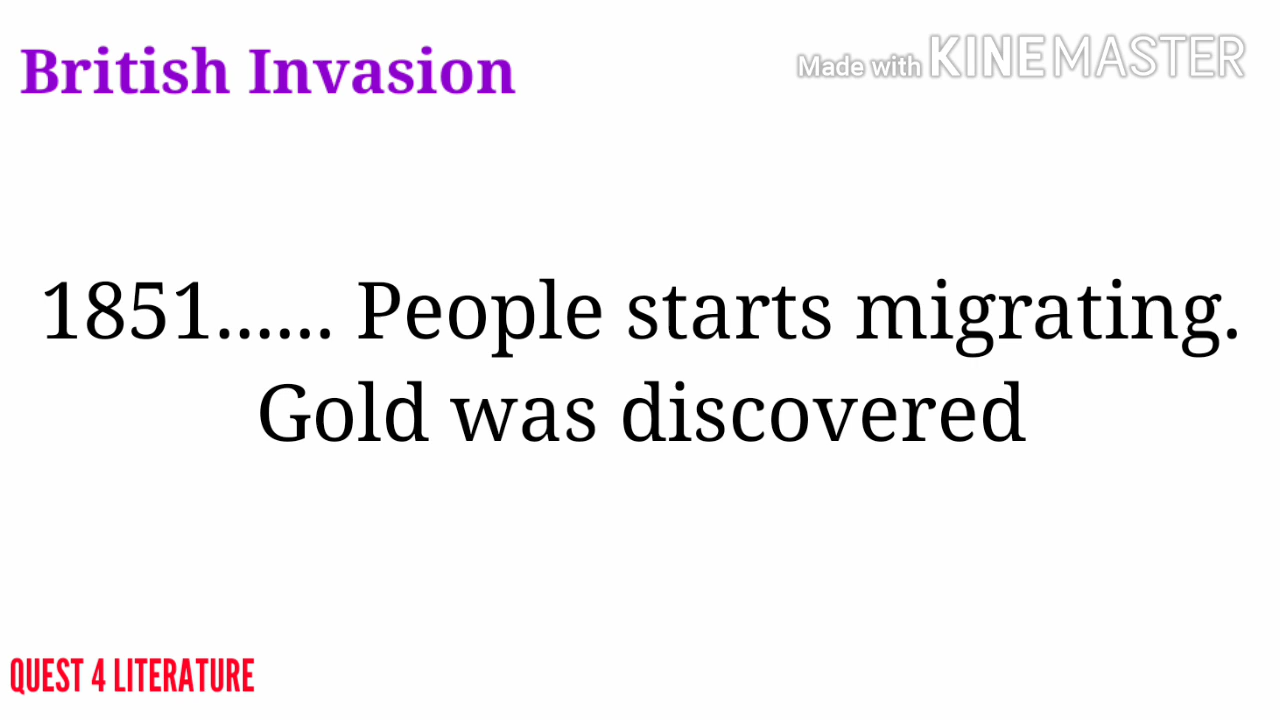 British Invasion
Made with KINEMASTER
1851...... People starts migrating.
Gold was discovered
QUEST 4 LITERATURE